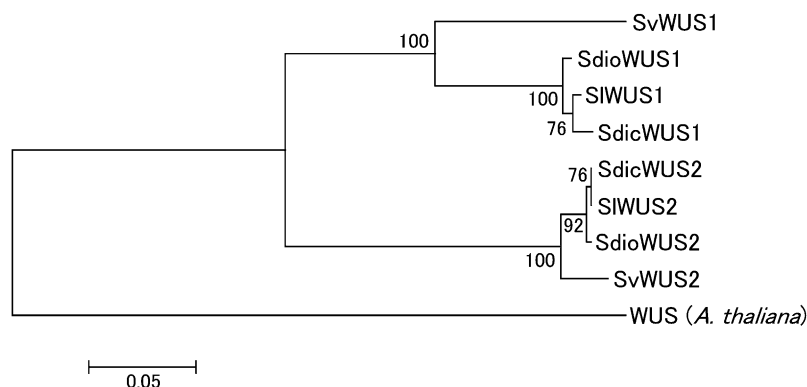 SvWUS1
100
SdioWUS1
SlWUS1
100
76
SdicWUS1
SdicWUS2
76
SlWUS2
92
SdioWUS2
100
SvWUS2
WUS (A. thaliana)
0.05